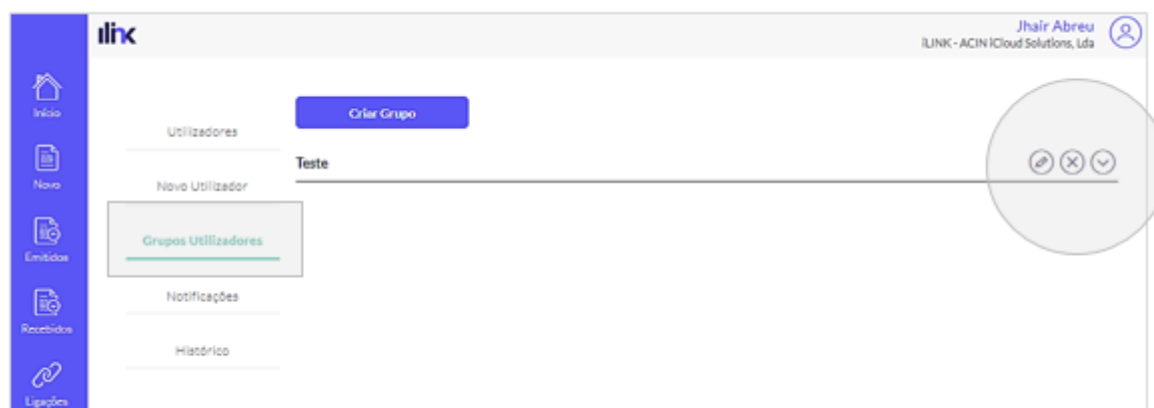 ilink
Jhair Abreu
iLINK - ACIN iCloud Solutions, Lda
Início
Novo
Emitidos
Recebidos
Ligações
Utilizadores
Novo Utilizador
Grupos Utilizadores
Notificações
Histórico
Criar Grupo
Teste